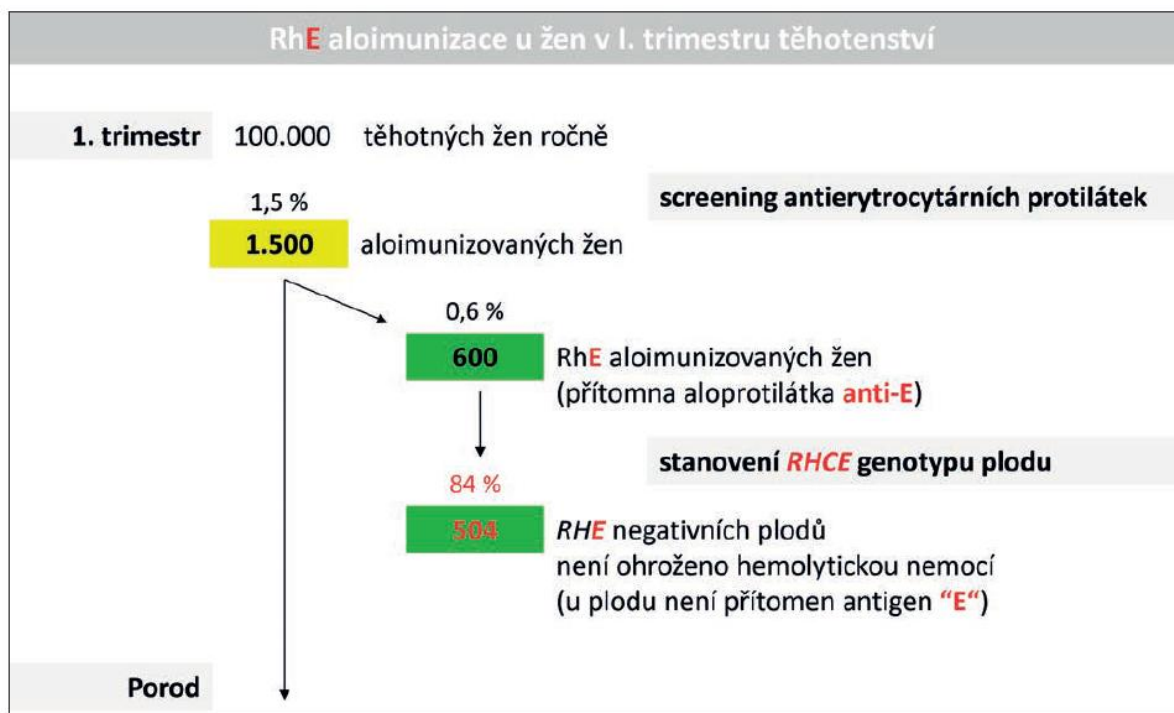 RhE aloimunizace u žen v I. trimestru těhotenství
1. trimestr 100.000 těhotných žen ročně
screening antierytrocytárních protilátek
1,5 %
1.500 aloimunizovaných žen
0,6 %
600 RhE aloimunizovaných žen
(přítomna aloprotilátka anti-E)
stanovení RHCE genotypu plodu
84 %
504 RHE negativních plodů
není ohroženo hemolytickou nemocí
(u plodu není přítomen antigen “E“)
Porod